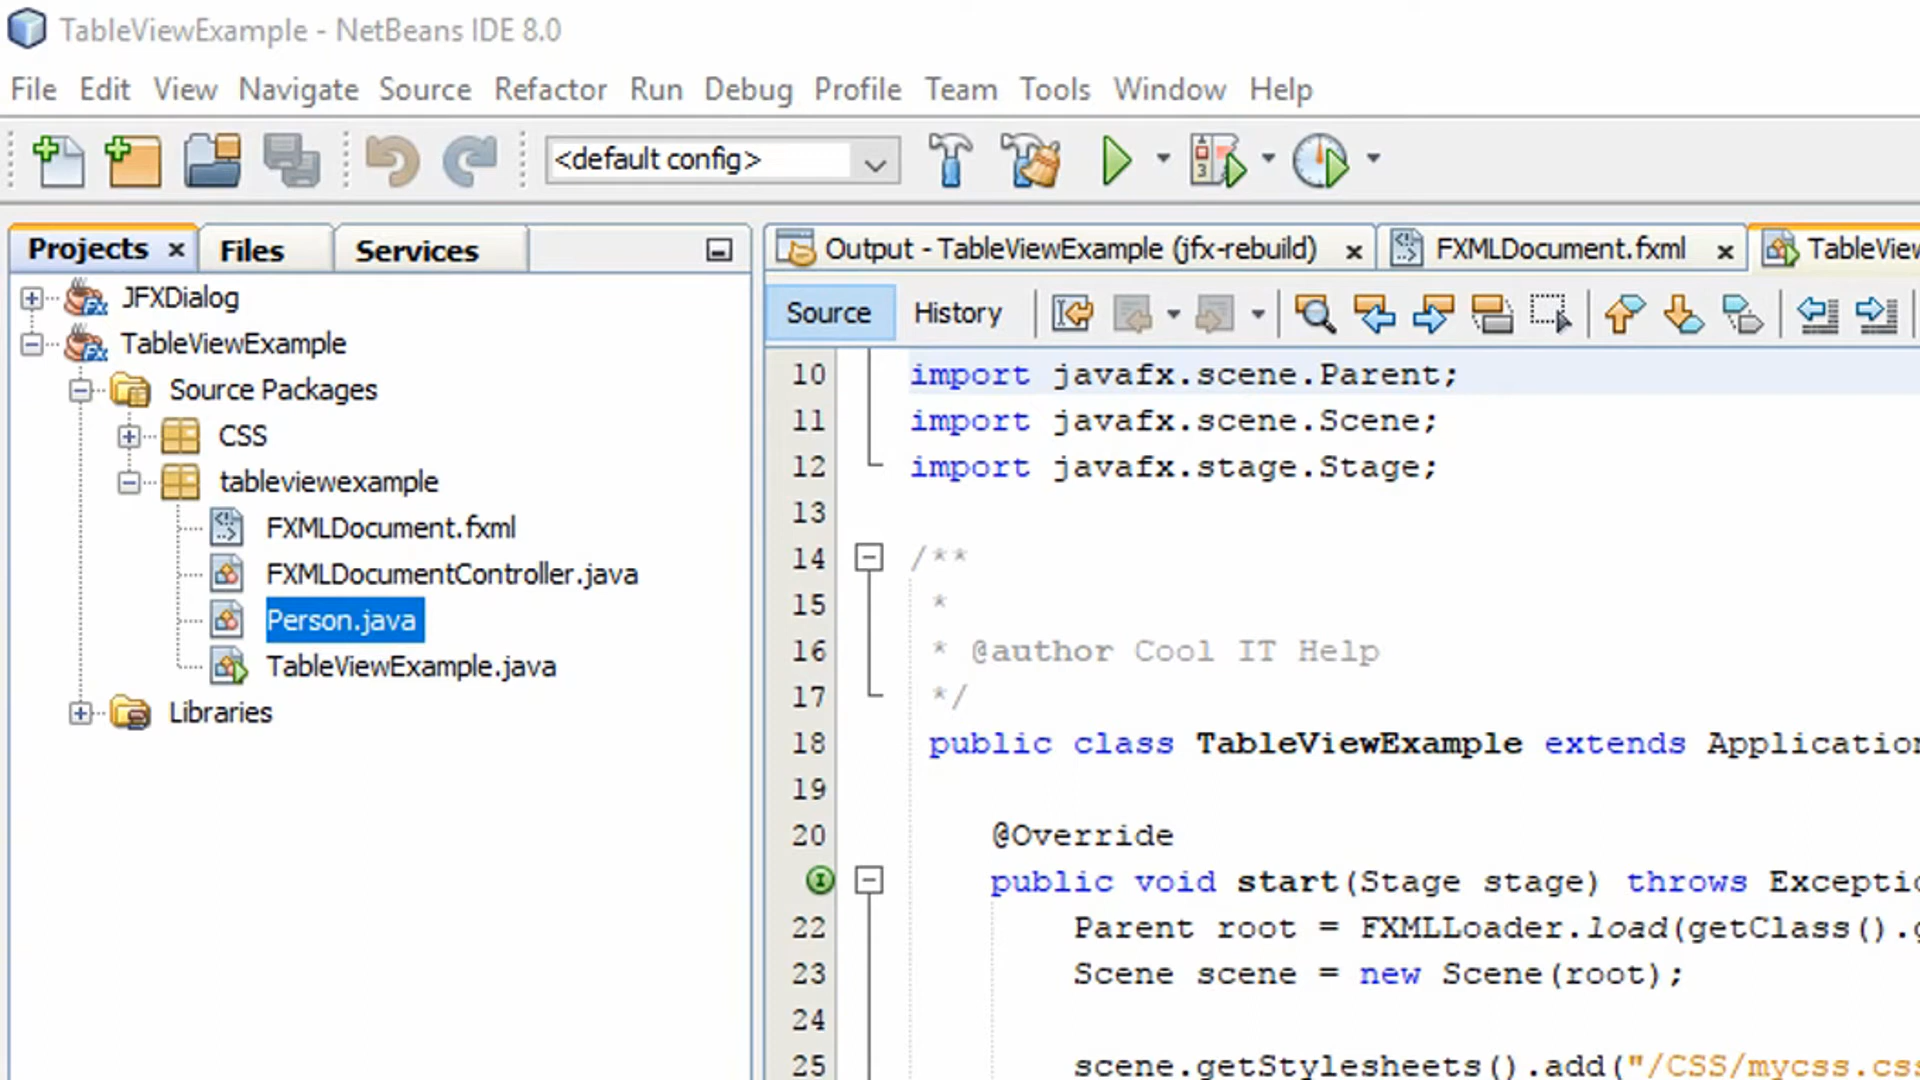 TableViewExample - NetBeans IDE 8.0
File Edit View Navigate Source Refactor Run Debug Profile Team Tools Window Help
<default config>
Projects Files Services
JFXDialog
TableViewExample
Source Packages
CSS
tableviewexample
FXMLDocument.fxml
FXMLDocumentController.java
Person.java
TableViewExample.java
Libraries
Output - TableViewExample (jfx-rebuild) FXMLDocument.fxml TableView
Source History
10 import javafx.scene.Parent;
11 import javafx.scene.Scene;
12 import javafx.stage.Stage;
13
14 /**
15 *
16 * @author Cool IT Help
17 */
18 public class TableViewExample extends Application
19
20 @Override
public void start(Stage stage) throws Exceptio
22 Parent root = FXMLLoader.load(getClass().g
23 Scene scene = new Scene(root);
24
25 scene.getStylesheets().add("/CSS/mycss.css